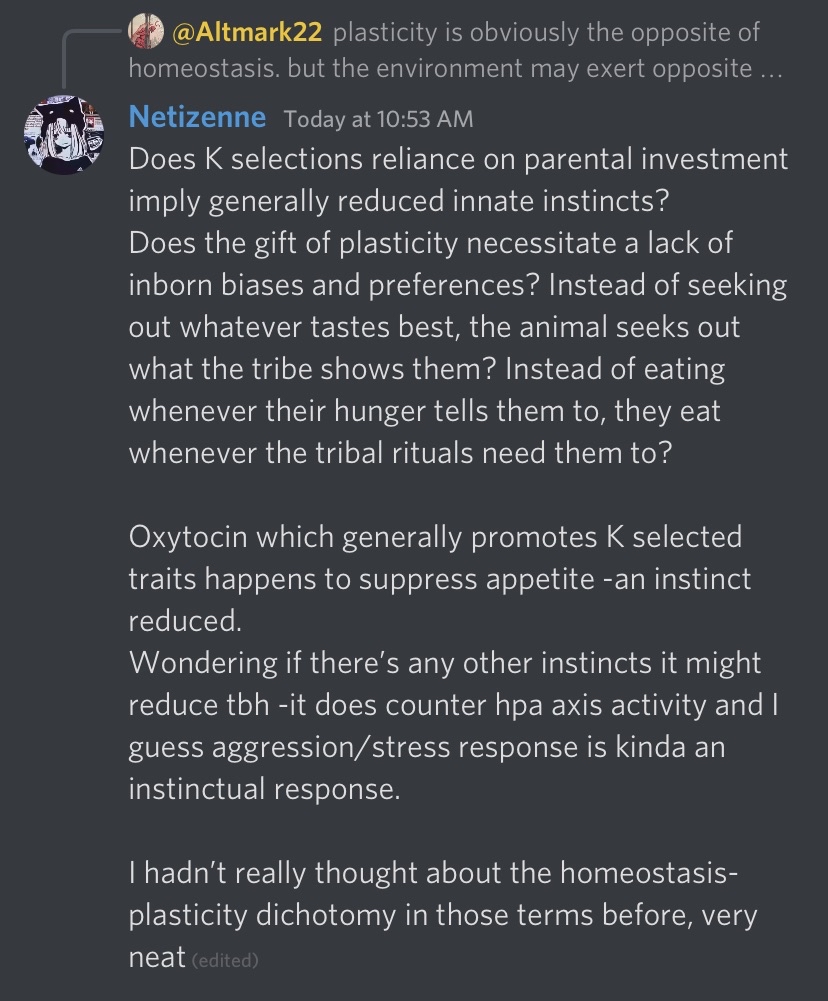 @Altmark22 plasticity is obviously the opposite of
homeostasis. but the environment may exert opposite ...
Netizenne Today at 10:53 AM
Does K selections reliance on parental investment
imply generally reduced innate instincts?
Does the gift of plasticity necessitate a lack of
inborn biases and preferences? Instead of seeking
out whatever tastes best, the animal seeks out
what the tribe shows them? Instead of eating
whenever their hunger tells them to, they eat
whenever the tribal rituals need them to?
Oxytocin which generally promotes K selected
traits happens to suppress appetite -an instinct
reduced.
Wondering if there's any other instincts it might
reduce tbh -it does counter hpa axis activity and I
guess aggression/stress response is kinda an
instinctual response.
I hadn't really thought about the homeostasis-
plasticity dichotomy in those terms before, very
neat (edited)